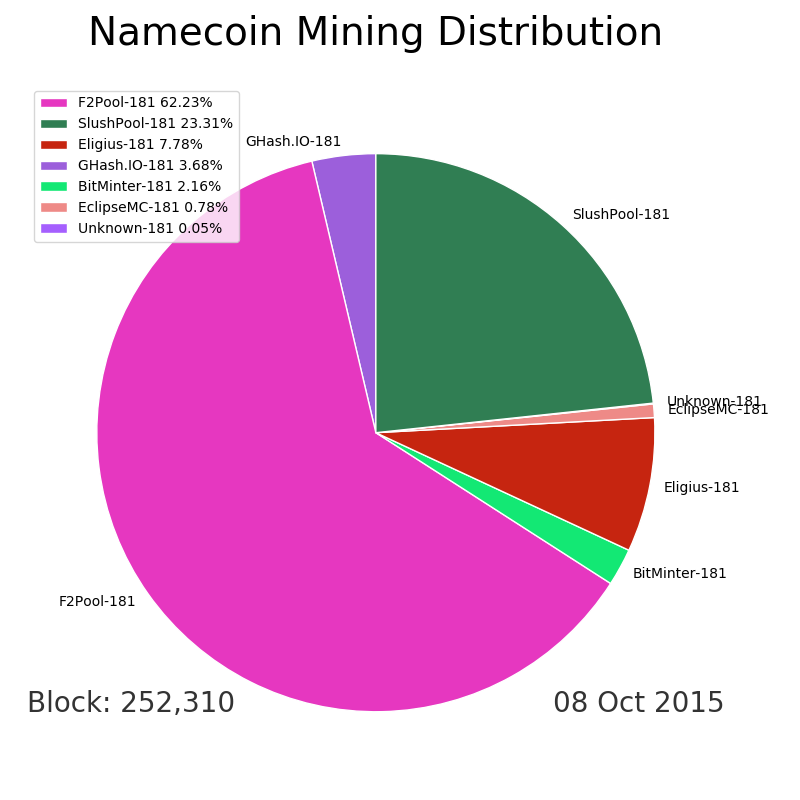 Namecoin Mining Distribution
F2Pool-181 62.23%
SlushPool-181 23.31%
Eligius-181 7.78%
GHash.IO-181 3.68%
BitMinter-181 2.16%
EclipseMC-181 0.78%
Unknown-181 0.05%
GHash.IO-181
SlushPool-181
Unknown-181
EclipseMC-181
Eligius-181
BitMinter-181
F2Pool-181
Block: 252,310
08 Oct 2015